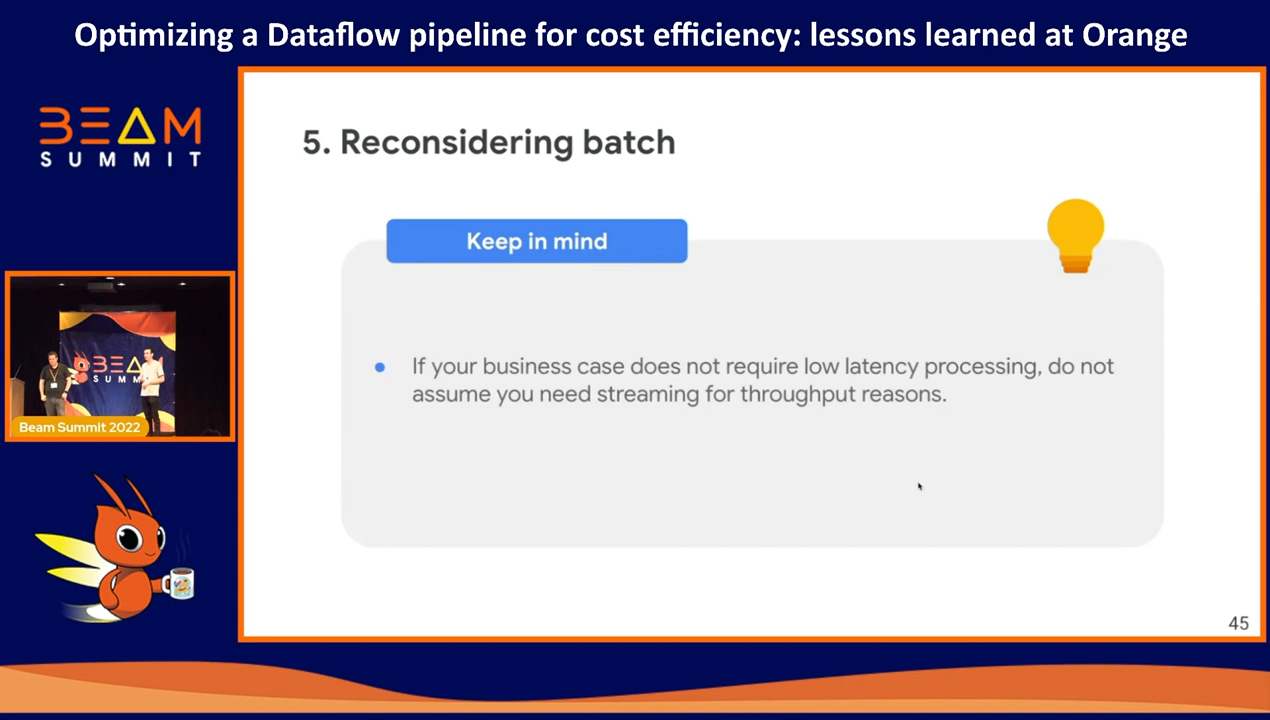 Optimizing a Dataflow pipeline for cost efficiency: lessons learned at Orange
BEAM
SUMMIT
5. Reconsidering batch
Keep in mind
If your business case does not require low latency processing, do not
assume you need streaming for throughput reasons.
BEA
SUMM
Beam Summit 2022
45